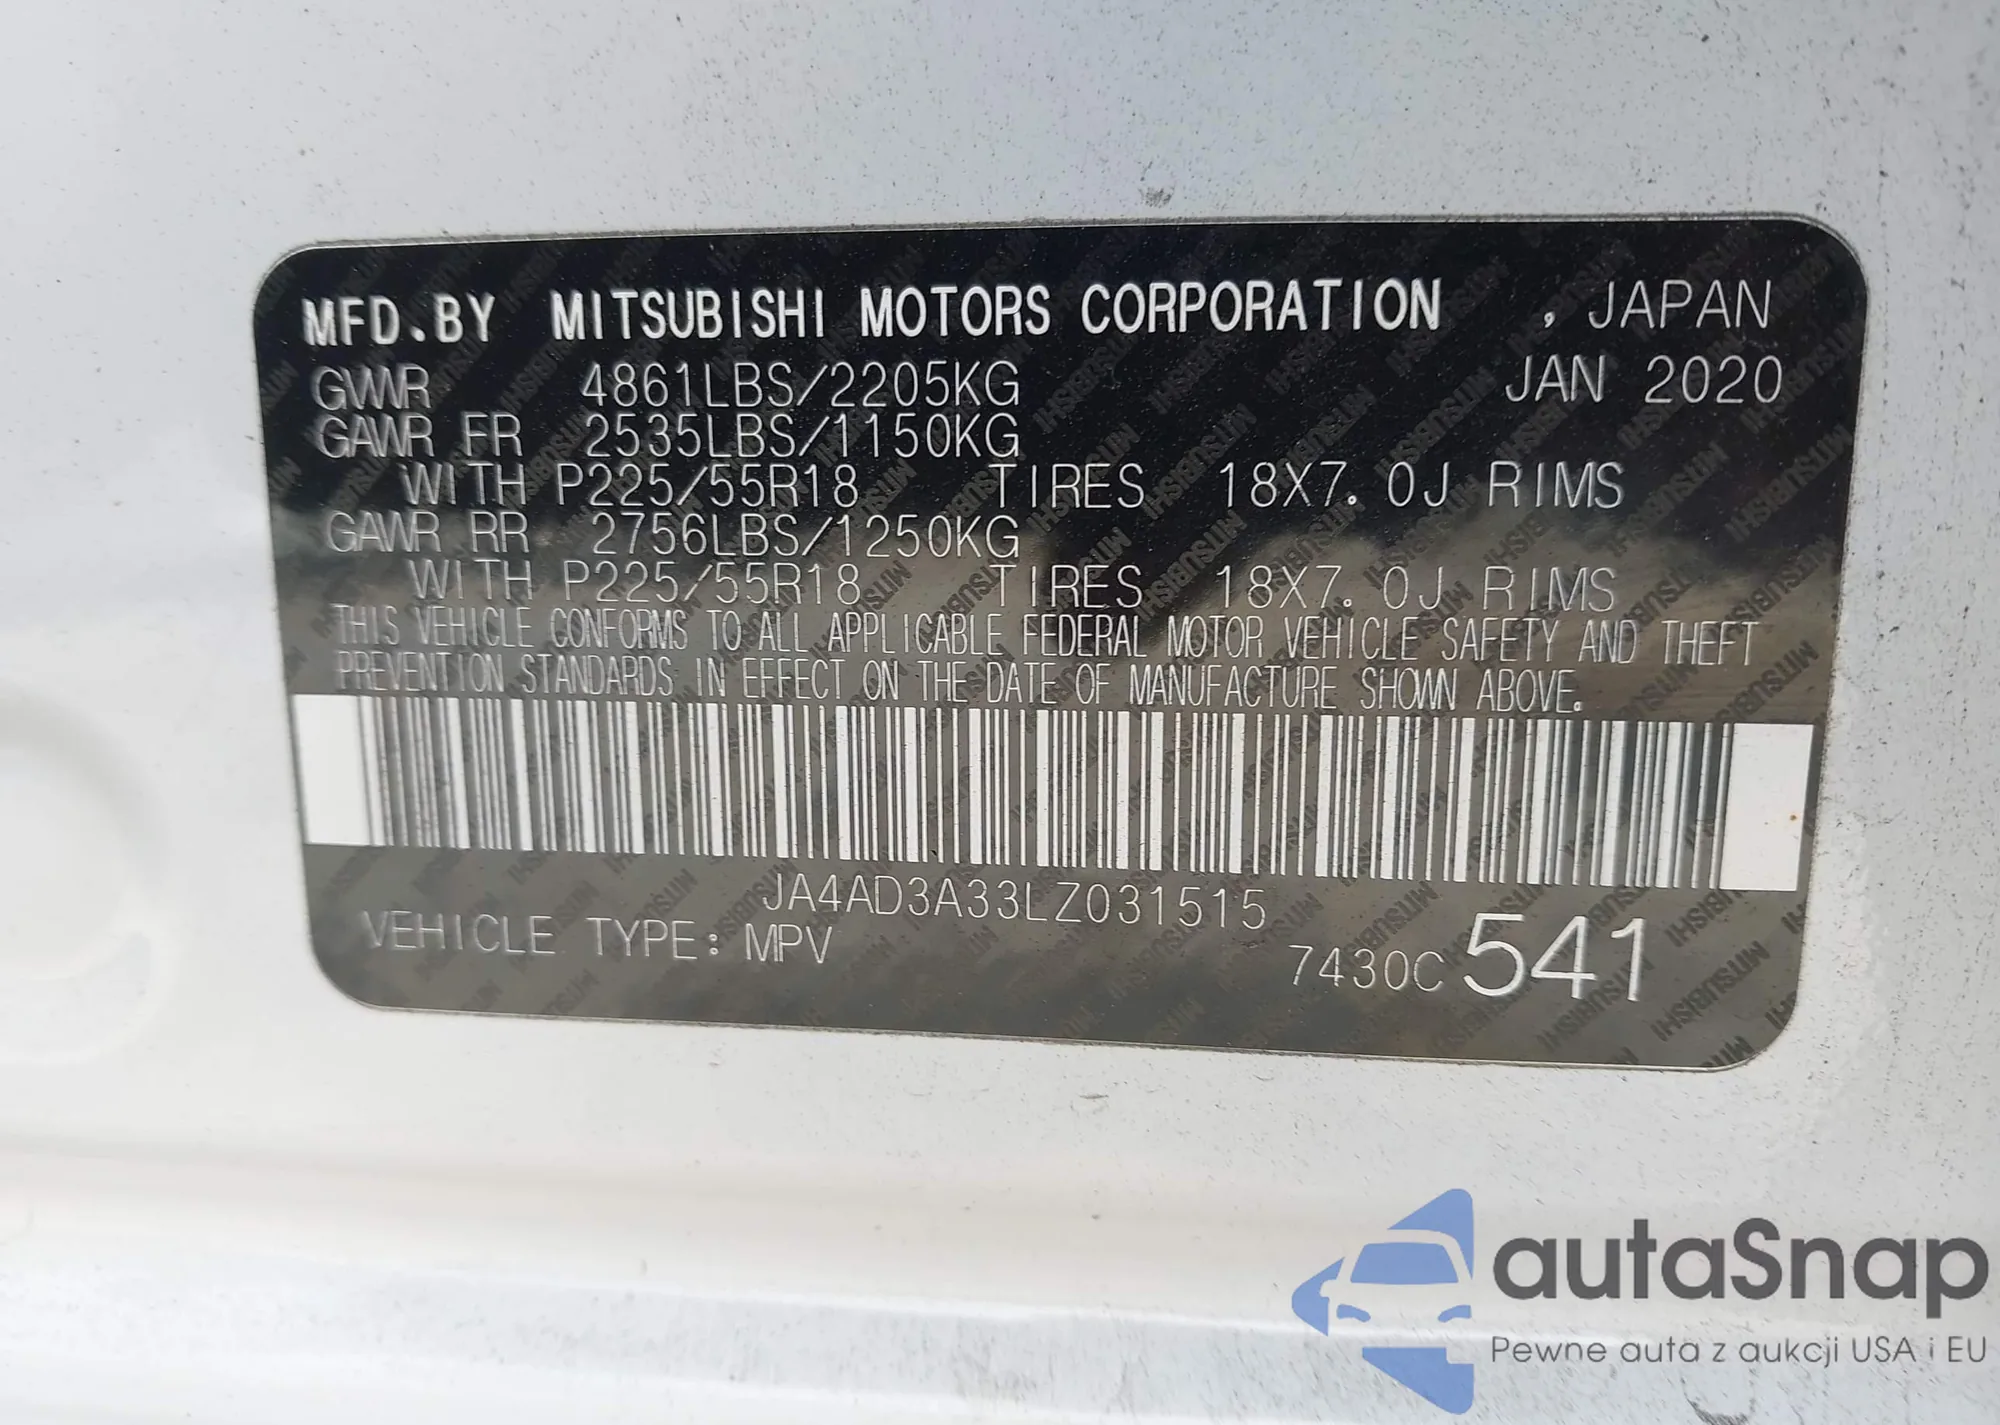 MFD.BY MITSUBISHI MOTORS CORPORATION , JAPAN
GVWR 4861LBS/2205KG JAN 2020
GAWR FR 2535LBS/1150KG
WITH P225/55R18 TIRES 18X7.0J RIMS
GAWR RR 2756LBS/1250KG
WITH P225/55R18 TIRES 18X7.0J RIMS
THIS VEHICLE CONFORMS TO ALL APPLICABLE FEDERAL MOTOR VEHICLE SAFETY AND THEFT
PREVENTION STANDARDS IN EFFECT ON THE DATE OF MANUFACTURE SHOWN ABOVE.
JA4AD3A33LZ031515
VEHICLE TYPE: MPV
7430C 541
autaSnap
Pewne auta z aukcji USA i EU